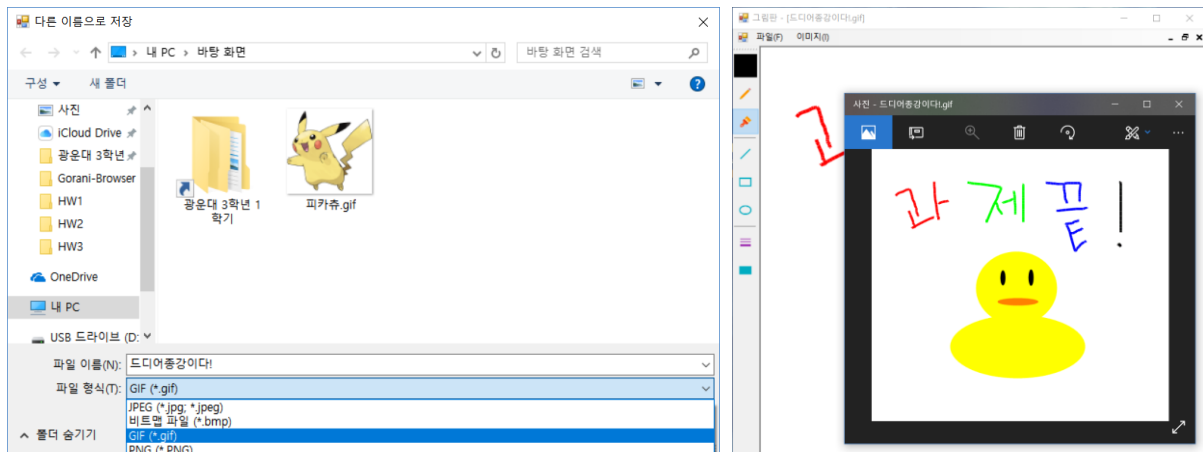 다른 이름으로 저장
내 PC > 바탕 화면
바탕 화면 검색
구성
새 폴더
사진
iCloud Drive
광운대 3학년
Gorani-Browser
HW1
HW2
HW3
OneDrive
내 PC
USB 드라이브 (D:
광운대 3학년 1
학기
피카츄.gif
파일 이름(N): 드디어종강이다!
파일 형식(T): GIF (*.gif)
JPEG (*.jpg; *.jpeg)
비트맵 파일 (*.bmp)
GIF (*.gif)
PNG (*.PNG)
폴더 숨기기
그림판 - [드디어종강이다!.gif]
파일(F) 이미지(I)
사진 - 드디어종강이다!.gif
과제끝!